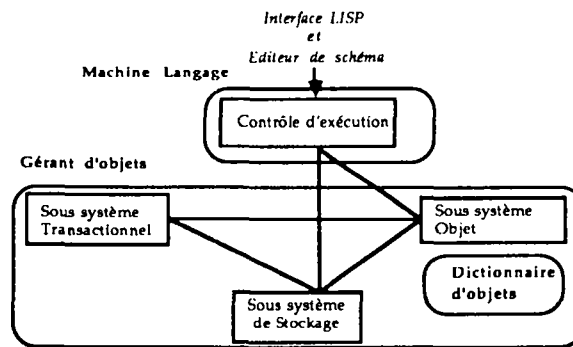 Interface LISP
et
Editeur de schéma
Machine Langage
Contrôle d'exécution
Gérant d'objets
Sous système
Transactionnel
Sous système
Objet
Dictionnaire
d'objets
Sous système
de Stockage